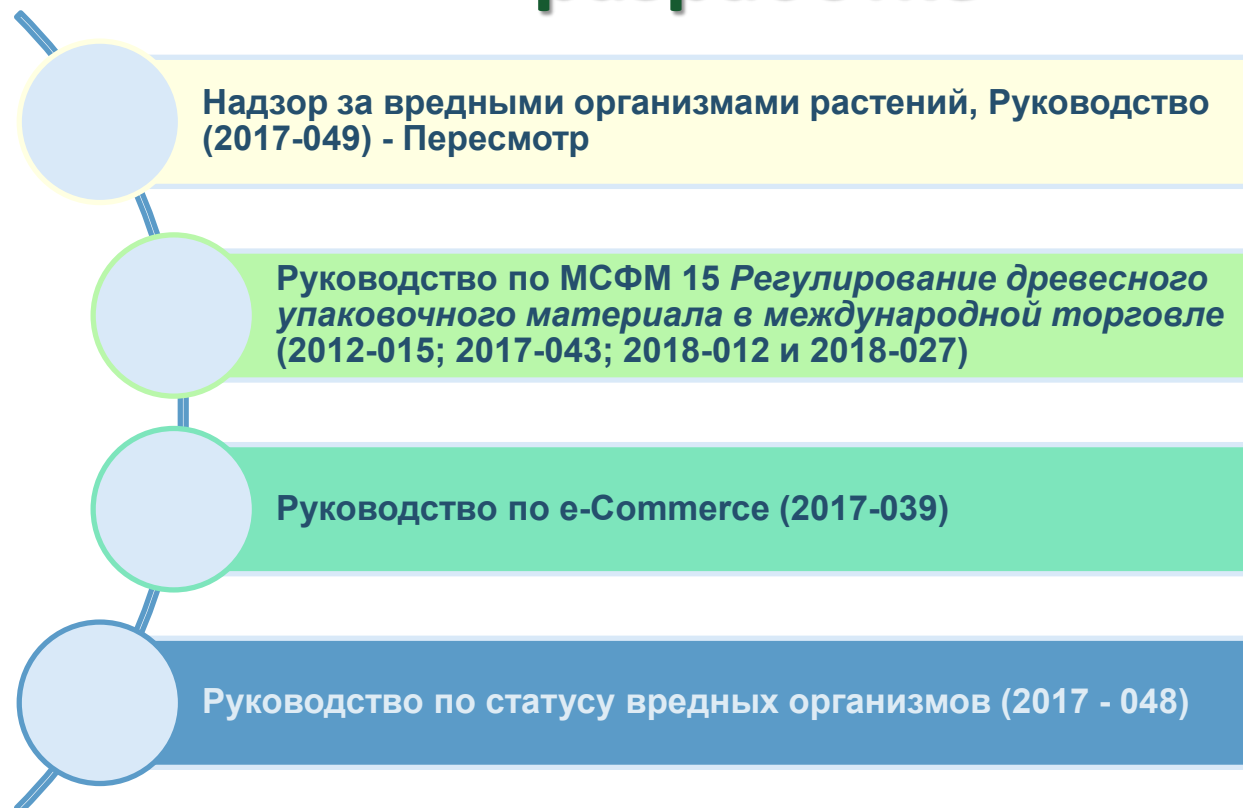 Надзор за вредными организмами растений, Руководство
(2017-049) - Пересмотр
Руководство по МСФМ 15 Регулирование древесного
упаковочного материала в международной торговле
(2012-015; 2017-043; 2018-012 и 2018-027)
Руководство по e-Commerce (2017-039)
Руководство по статусу вредных организмов (2017 - 048)